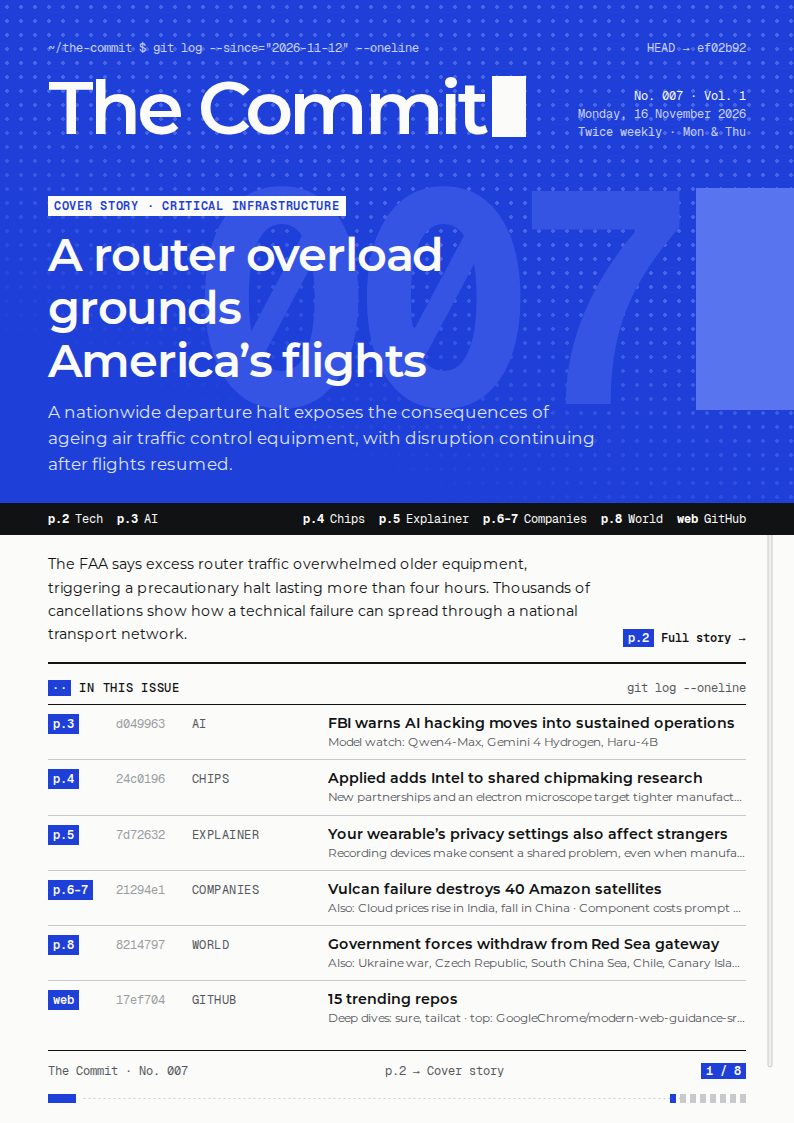 ~/the-commit $ git log --since="2026-11-12" --oneline
HEAD → ef02b92
The Commit
No. 007 · Vol. 1
Monday, 16 November 2026
Twice weekly · Mon & Thu
007
COVER STORY · CRITICAL INFRASTRUCTURE
A router overload
grounds
America’s flights
A nationwide departure halt exposes the consequences of
ageing air traffic control equipment, with disruption continuing
after flights resumed.
p.2 Tech p.3 AI p.4 Chips p.5 Explainer p.6–7 Companies p.8 World web GitHub
The FAA says excess router traffic overwhelmed older equipment,
triggering a precautionary halt lasting more than four hours. Thousands of
cancellations show how a technical failure can spread through a national
transport network.
p.2 Full story →
·· IN THIS ISSUE
git log --oneline
p.3 d049963 AI FBI warns AI hacking moves into sustained operations
Model watch: Qwen4-Max, Gemini 4 Hydrogen, Haru-4B
p.4 24c0196 CHIPS Applied adds Intel to shared chipmaking research
New partnerships and an electron microscope target tighter manufact…
p.5 7d72632 EXPLAINER Your wearable’s privacy settings also affect strangers
Recording devices make consent a shared problem, even when manufa…
p.6–7 21294e1 COMPANIES Vulcan failure destroys 40 Amazon satellites
Also: Cloud prices rise in India, fall in China · Component costs prompt …
p.8 8214797 WORLD Government forces withdraw from Red Sea gateway
Also: Ukraine war, Czech Republic, South China Sea, Chile, Canary Isla…
web 17ef704 GITHUB 15 trending repos
Deep dives: sure, tailcat · top: GoogleChrome/modern-web-guidance-sr…
The Commit · No. 007
p.2 → Cover story
1 / 8